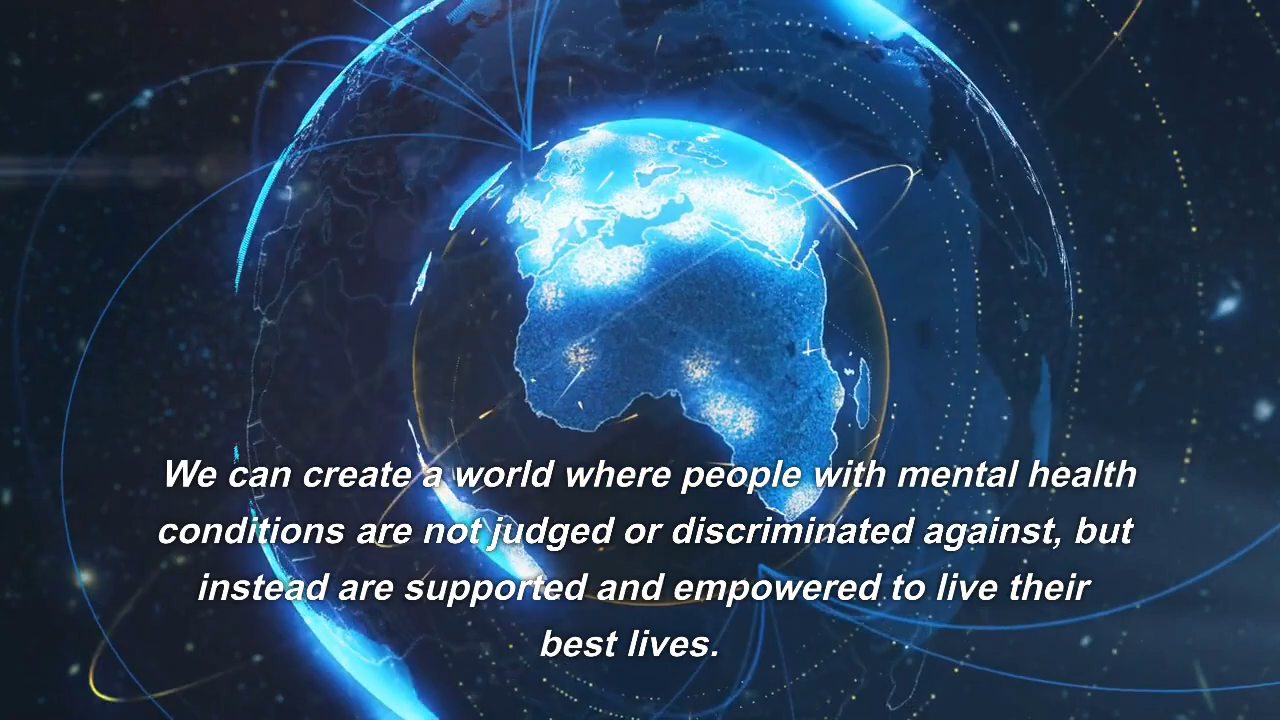 We can create a world where people with mental health
conditions are not judged or discriminated against, but
instead are supported and empowered to live their
best lives.